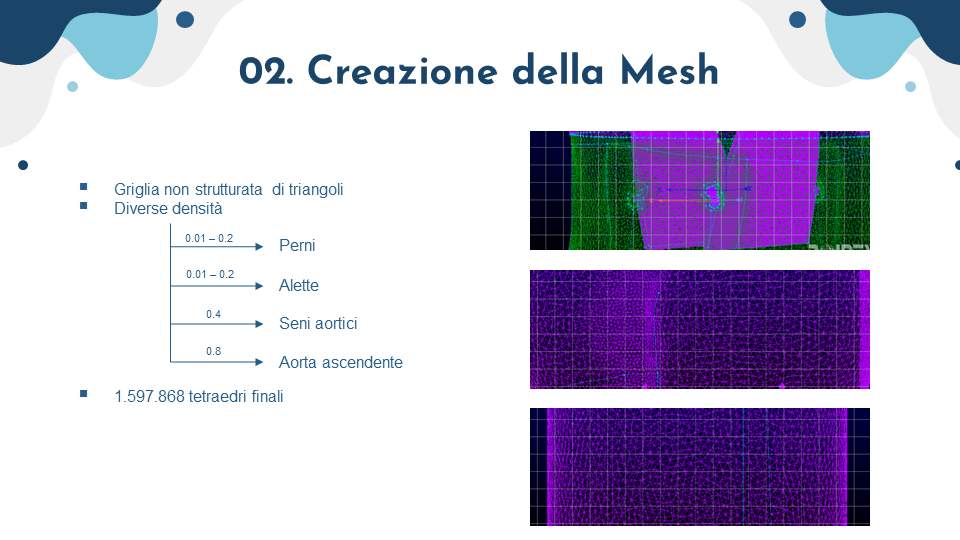 02. Creazione della Mesh
Griglia non strutturata di triangoli
Diverse densità
0.01 – 0.2
Perni
0.01 – 0.2
Alette
0.4
Seni aortici
0.8
Aorta ascendente
1.597.868 tetraedri finali